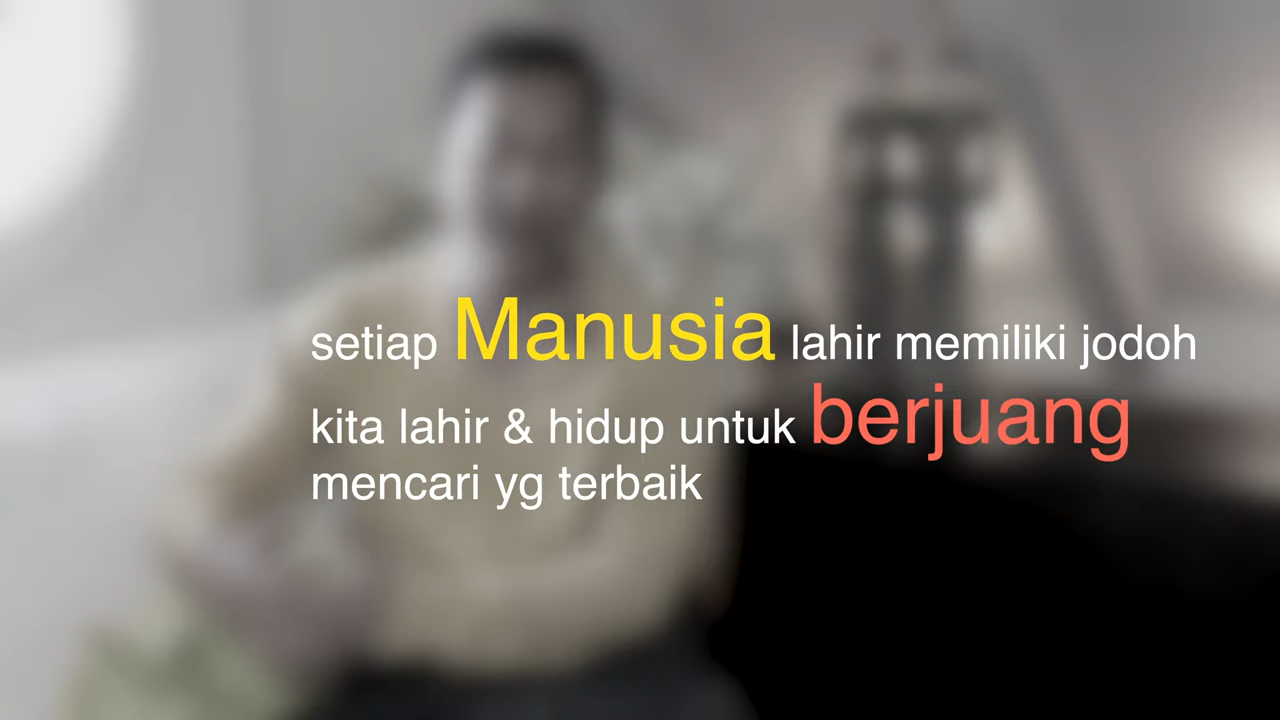 setiap Manusia lahir memiliki jodoh
kita lahir & hidup untuk berjuang
mencari yg terbaik